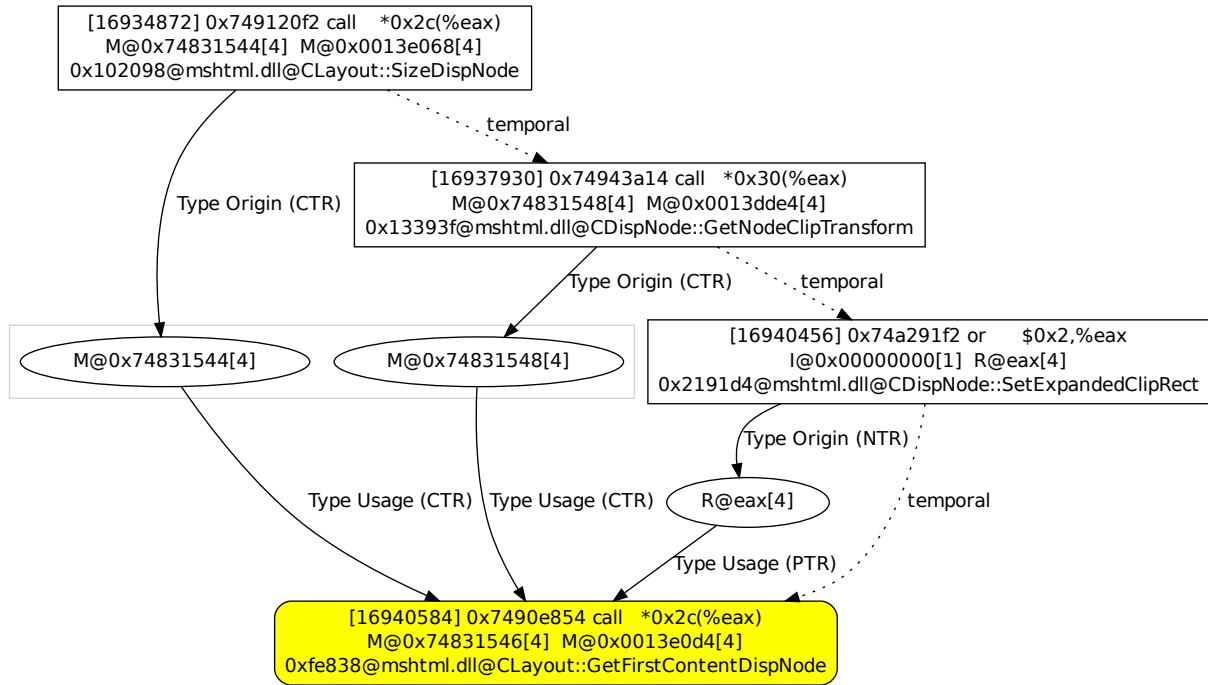 [16934872] 0x749120f2 call    *0x2c(%eax)
M@0x74831544[4]  M@0x0013e068[4]
0x102098@mshtml.dll@CLayout::SizeDispNode
temporal
[16937930] 0x74943a14 call   *0x30(%eax)
M@0x74831548[4]  M@0x0013dde4[4]
0x13393f@mshtml.dll@CDispNode::GetNodeClipTransform
Type Origin (CTR)
Type Origin (CTR)
temporal
M@0x74831544[4]
M@0x74831548[4]
[16940456] 0x74a291f2 or      $0x2,%eax
I@0x00000000[1]  R@eax[4]
0x2191d4@mshtml.dll@CDispNode::SetExpandedClipRect
Type Origin (NTR)
Type Usage (CTR)
Type Usage (CTR)
R@eax[4]
temporal
Type Usage (PTR)
[16940584] 0x7490e854 call   *0x2c(%eax)
M@0x74831546[4]  M@0x0013e0d4[4]
0xfe838@mshtml.dll@CLayout::GetFirstContentDispNode